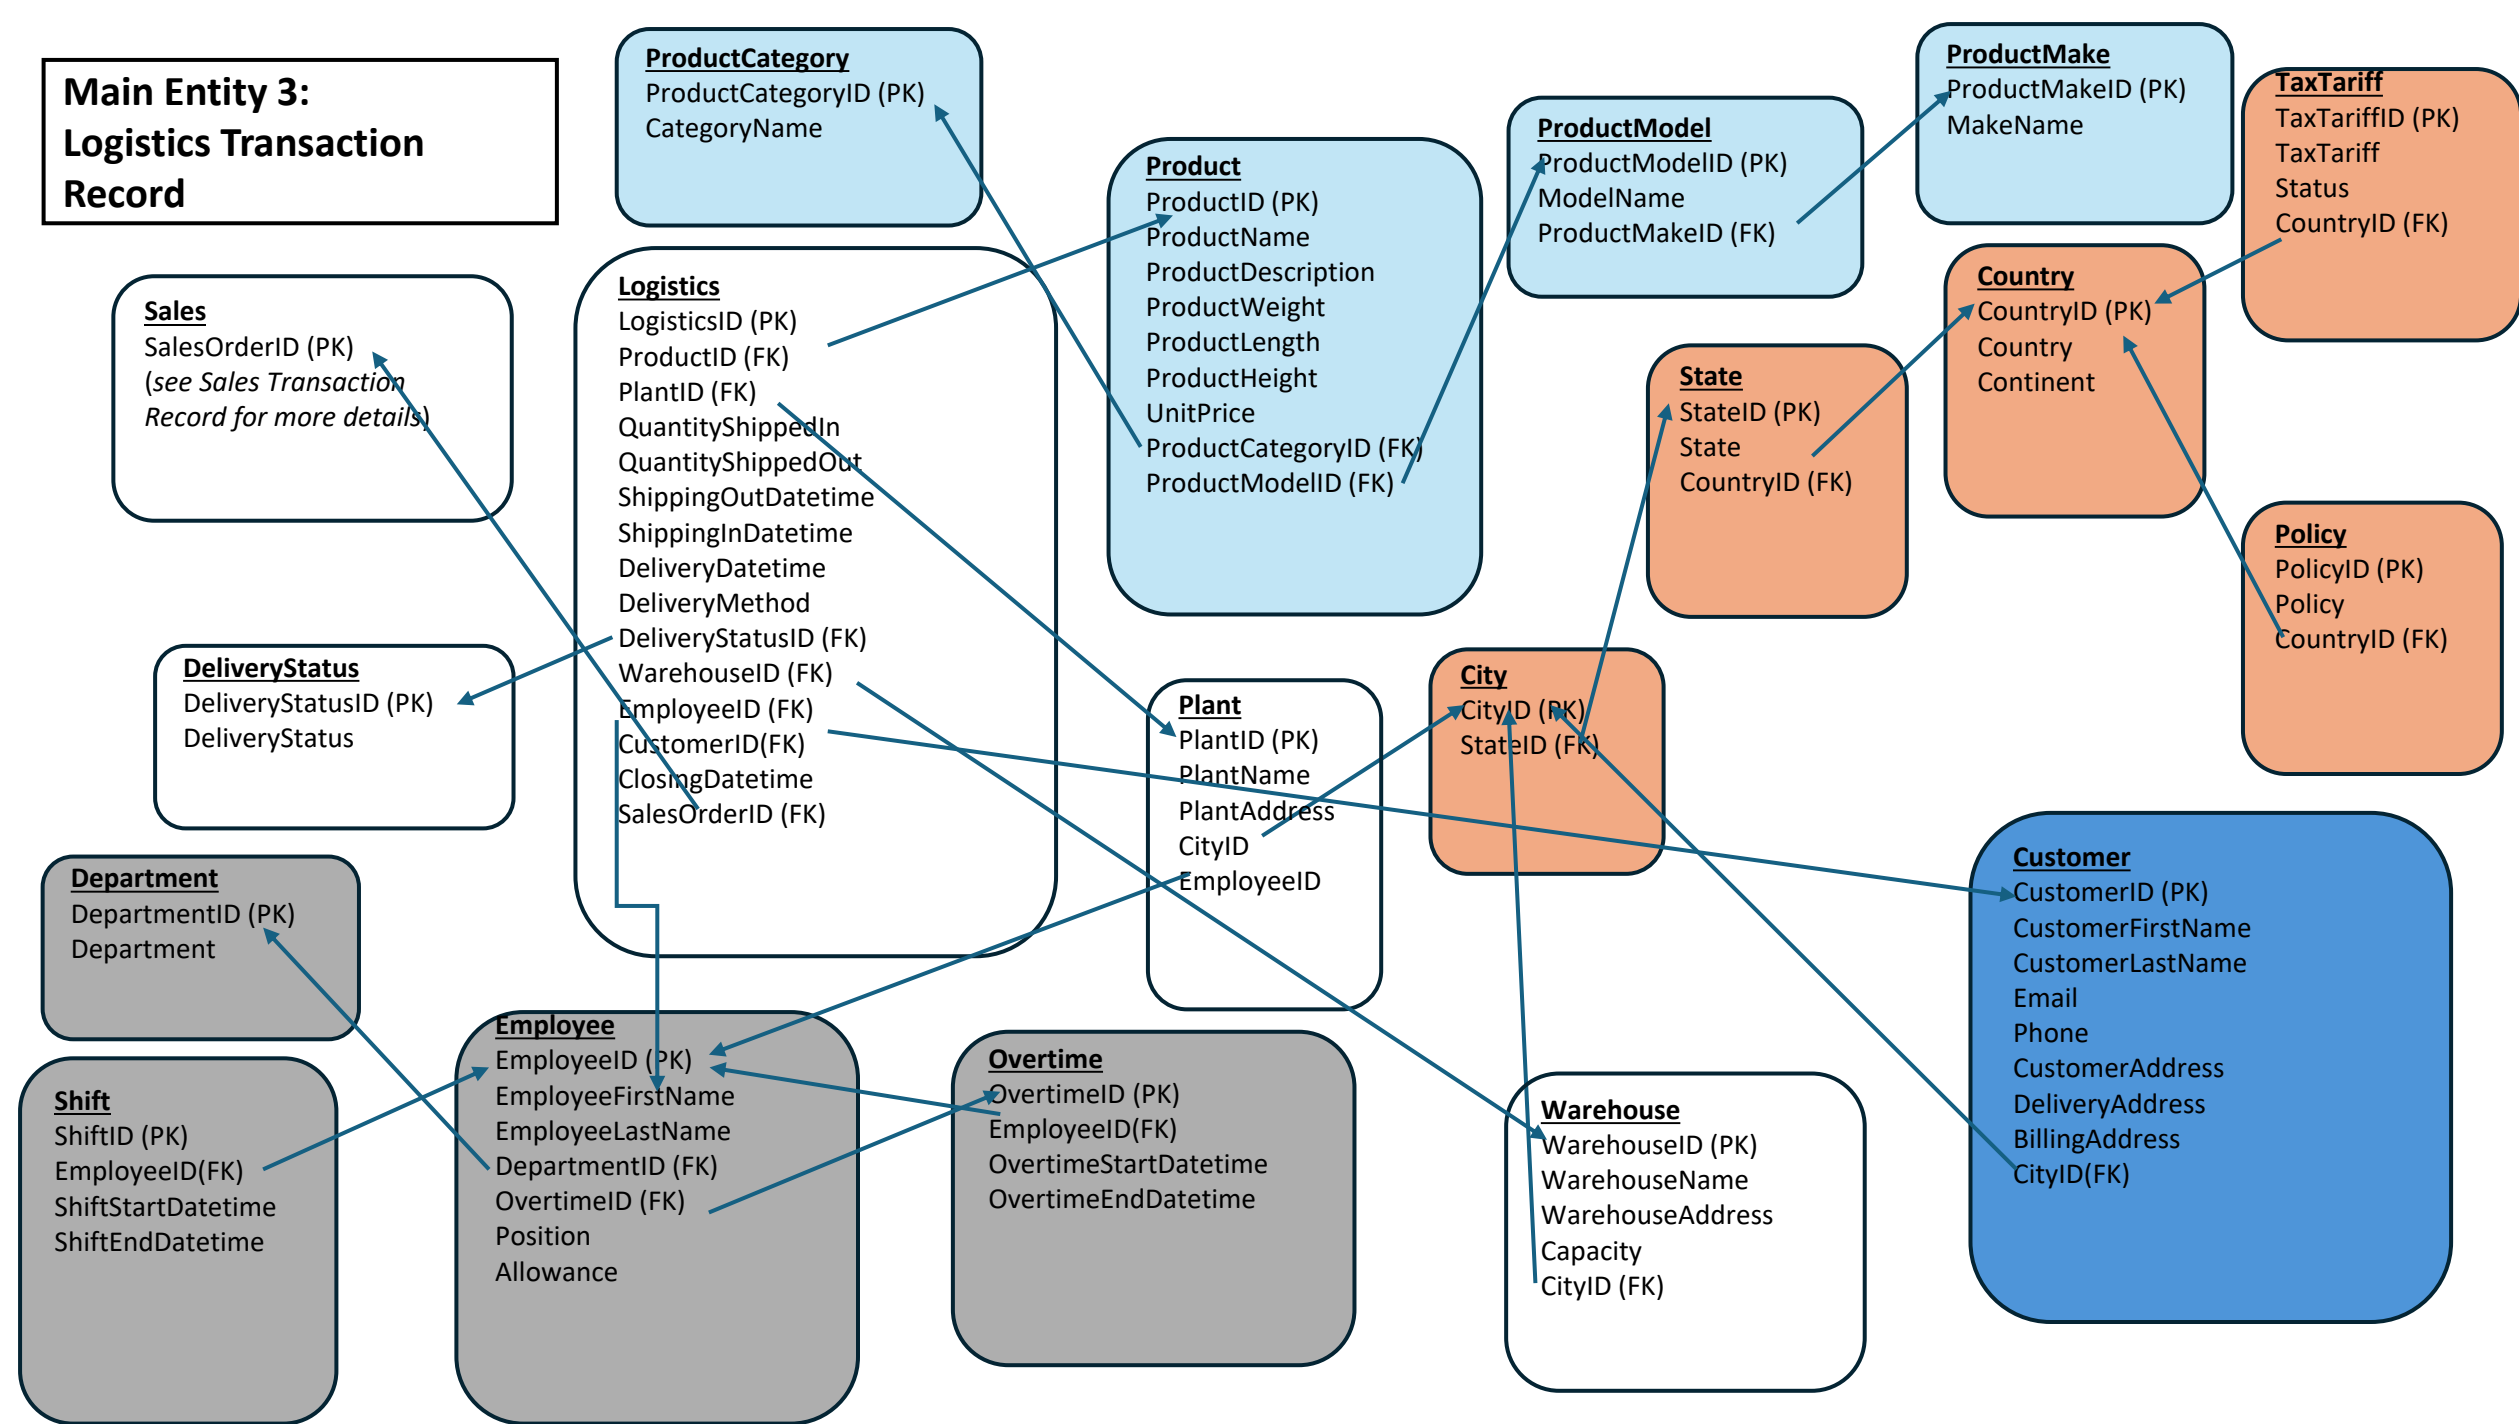 Main Entity 3:
Logistics Transaction
Record
ProductCategory
ProductCategoryID (PK)
CategoryName
Product
ProductID (PK)
ProductName
ProductDescription
ProductWeight
ProductLength
ProductHeight
UnitPrice
ProductCategoryID (FK)
ProductModelID (FK)
ProductModel
ProductModelID (PK)
ModelName
ProductMakeID (FK)
ProductMake
ProductMakeID (PK)
MakeName
TaxTariff
TaxTariffID (PK)
TaxTariff
Status
CountryID (FK)
Sales
SalesOrderID (PK)
(see Sales Transaction
Record for more details)
Logistics
LogisticsID (PK)
ProductID (FK)
PlantID (FK)
QuantityShippedIn
QuantityShippedOut
ShippingOutDatetime
ShippingInDatetime
DeliveryDatetime
DeliveryMethod
DeliveryStatusID (FK)
WarehouseID (FK)
EmployeeID (FK)
CustomerID(FK)
ClosingDatetime
SalesOrderID (FK)
State
StateID (PK)
State
CountryID (FK)
Country
CountryID (PK)
Country
Continent
Policy
PolicyID (PK)
Policy
CountryID (FK)
DeliveryStatus
DeliveryStatusID (PK)
DeliveryStatus
Plant
PlantID (PK)
PlantName
PlantAddress
CityID
EmployeeID
City
CityID (PK)
StateID (FK)
Customer
CustomerID (PK)
CustomerFirstName
CustomerLastName
Email
Phone
CustomerAddress
DeliveryAddress
BillingAddress
CityID(FK)
Department
DepartmentID (PK)
Department
Shift
ShiftID (PK)
EmployeeID(FK)
ShiftStartDatetime
ShiftEndDatetime
Employee
EmployeeID (PK)
EmployeeFirstName
EmployeeLastName
DepartmentID (FK)
OvertimeID (FK)
Position
Allowance
Overtime
OvertimeID (PK)
EmployeeID(FK)
OvertimeStartDatetime
OvertimeEndDatetime
Warehouse
WarehouseID (PK)
WarehouseName
WarehouseAddress
Capacity
CityID (FK)